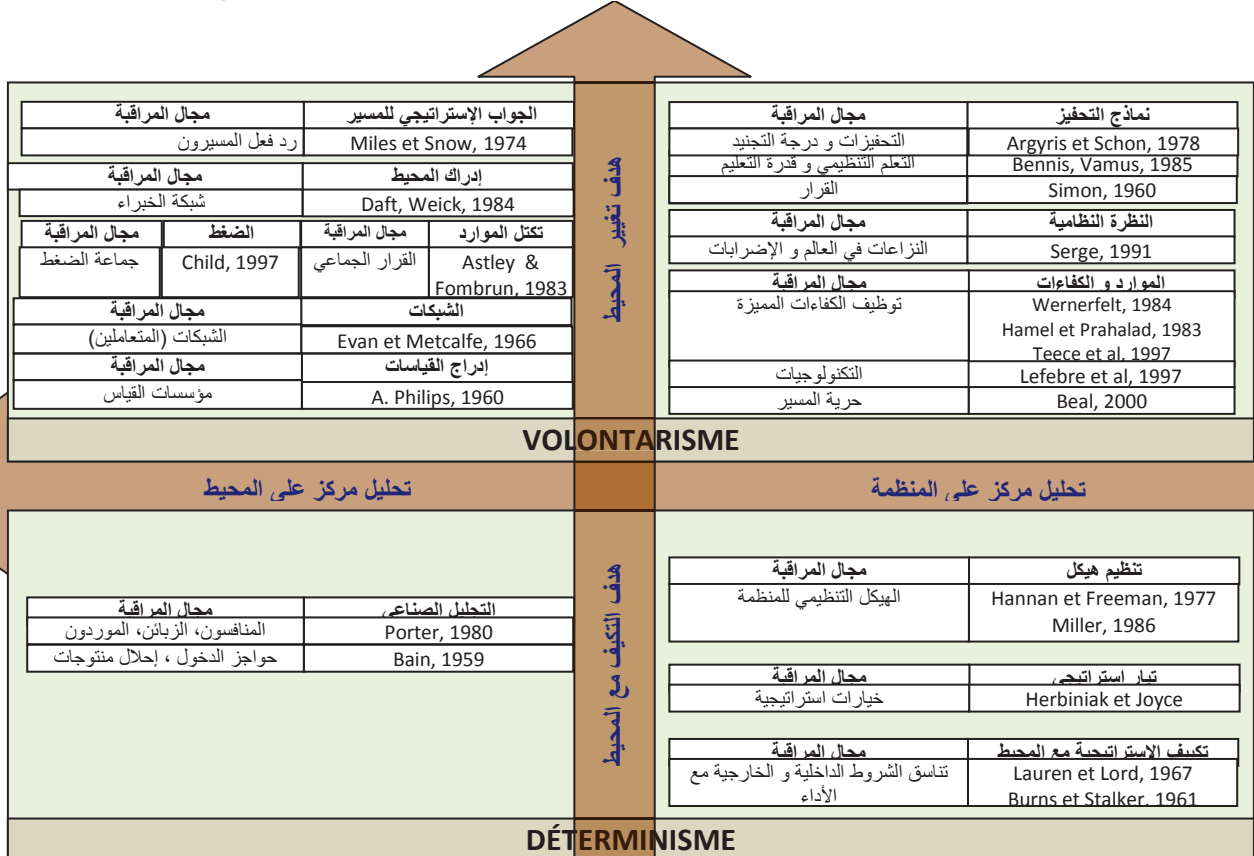 نماذج التحفيز	مجال المراقبة
Argyris et Schon, 1978	التحفيزات و درجة التجنيد
Bennis, Vamus, 1985	التعلم التنظيمي و قدرة التعليم
Simon, 1960	القرار
النظرة النظامية	مجال المراقبة
Serge, 1991	النزاعات في العالم و الإضرابات
الموارد و الكفاءات	مجال المراقبة
Wernerfelt, 1984	توظيف الكفاءات المميزة
Hamel et Prahalad, 1983
Teece et al. 1997
Lefebre et al, 1997	التكنولوجيات
Beal, 2000	حرية المسير
هدف تغيير المحيط
الجواب الإستراتيجي للمسير	مجال المراقبة
Miles et Snow, 1974	رد فعل المسيرون
إدراك المحيط	مجال المراقبة
Daft, Weick, 1984	شبكة الخبراء
تكتل الموارد	مجال المراقبة	الضغط	مجال المراقبة
Astley &	القرار الجماعي	Child, 1997	جماعة الضغط
Fombrun, 1983
الشبكات	مجال المراقبة
Evan et Metcalfe, 1966	الشبكات (المتعاملين)
إدراج القياسات	مجال المراقبة
A. Philips, 1960	مؤسسات القياس
VOLONTARISME
تحليل مركز على المنظمة	تحليل مركز على المحيط
تنظيم هيكل	مجال المراقبة
Hannan et Freeman, 1977	الهيكل التنظيمي للمنظمة
Miller, 1986
تيار استراتيجي	مجال المراقبة
Herbiniak et Joyce	خيارات استراتيجية
تكييف الإستراتيجية مع المحيط	مجال المراقبة
Lauren et Lord, 1967	تناسق الشروط الداخلية و الخارجية مع
Burns et Stalker, 1961	الأداء
هدف التكيف مع المحيط
التحليل الصناعي	مجال المراقبة
Porter, 1980	المنافسون، الزبائن، الموردون
Bain, 1959	حواجز الدخول ، إحلال منتوجات
DÉTERMINISME